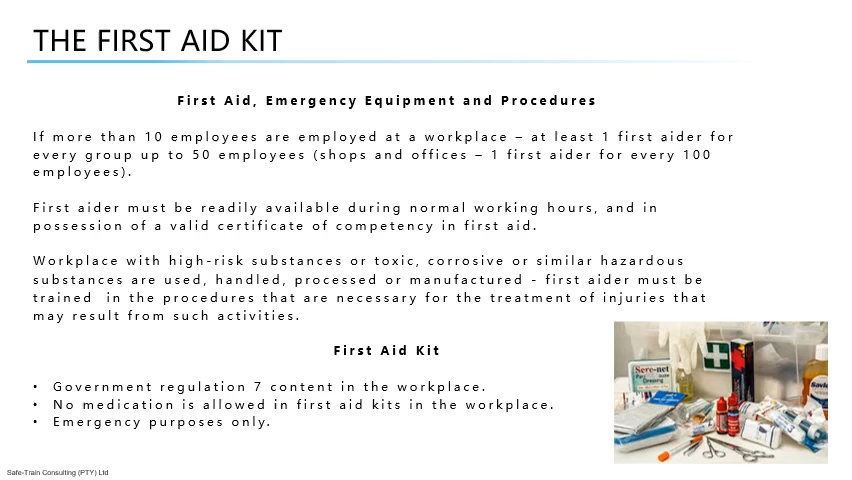 THE FIRST AID KIT
First Aid, Emergency Equipment and Procedures
If more than 10 employees are employed at a workplace – at least 1 first aider for
every group up to 50 employees (shops and offices – 1 first aider for every 100
employees).
First aider must be readily available during normal working hours, and in
possession of a valid certificate of competency in first aid.
Workplace with high-risk substances or toxic, corrosive or similar hazardous
substances are used, handled, processed or manufactured - first aider must be
trained  in the procedures that are necessary for the treatment of injuries that
may result from such activities.
First Aid Kit
• Government regulation 7 content in the workplace.
• No medication is allowed in first aid kits in the workplace.
• Emergency purposes only.
Sere-net
Dressing
Safe-Train Consulting (PTY) Ltd